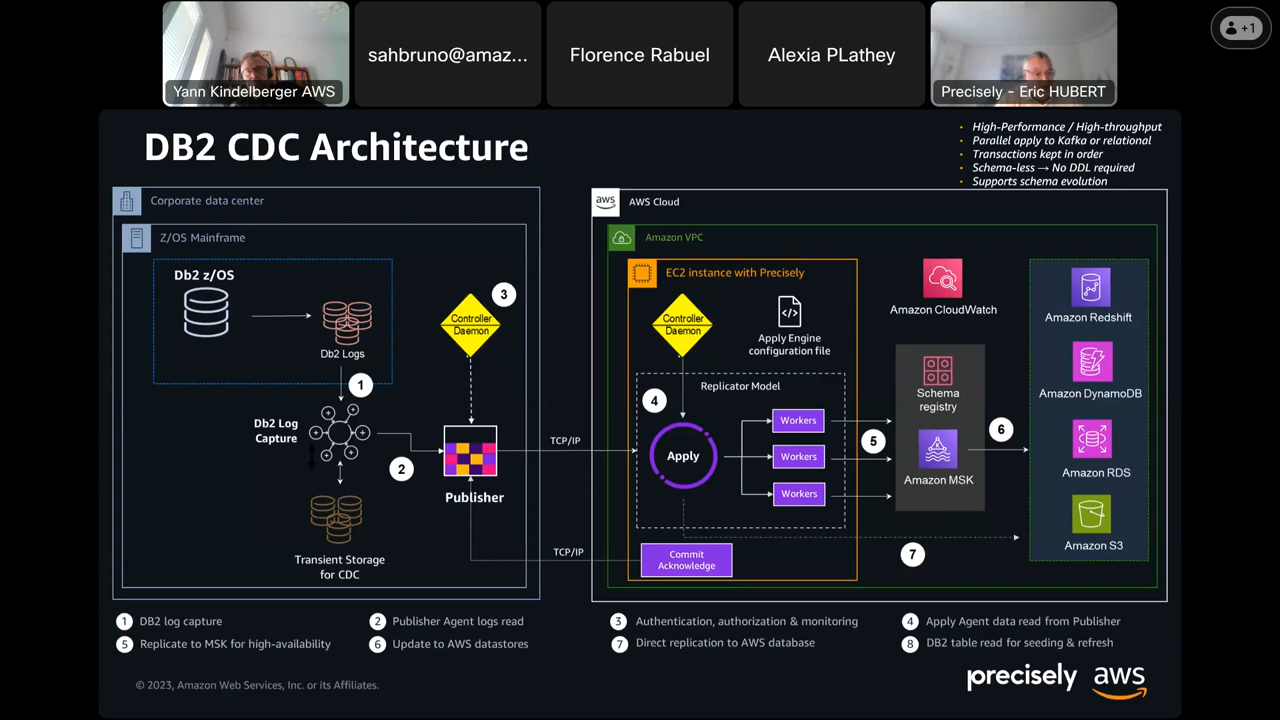 Yann Kindelberger AWS
sahbruno@amaz...
Florence Rabuel
Alexia PLathey
Precisely - Eric HUBERT
+1
DB2 CDC Architecture
• High-Performance / High-throughput
• Parallel apply to Kafka or relational
• Transactions kept in order
• Schema-less → No DDL required
• Supports schema evolution
Corporate data center
Z/OS Mainframe
Db2 z/OS
Db2 Logs
1
Db2 Log
Capture
2
Transient Storage
for CDC
3
Controller
Daemon
Publisher
TCP/IP
TCP/IP
aws
AWS Cloud
Amazon VPC
EC2 instance with Precisely
Controller
Daemon
Apply Engine
configuration file
Replicator Model
4
Apply
Workers
Workers
Workers
Commit
Acknowledge
5
7
Amazon CloudWatch
Schema
registry
Amazon MSK
6
Amazon Redshift
Amazon DynamoDB
Amazon RDS
Amazon S3
1 DB2 log capture
2 Publisher Agent logs read
3 Authentication, authorization & monitoring
4 Apply Agent data read from Publisher
5 Replicate to MSK for high-availability
6 Update to AWS datastores
7 Direct replication to AWS database
8 DB2 table read for seeding & refresh
© 2023, Amazon Web Services, Inc. or its Affiliates.
precisely
aws